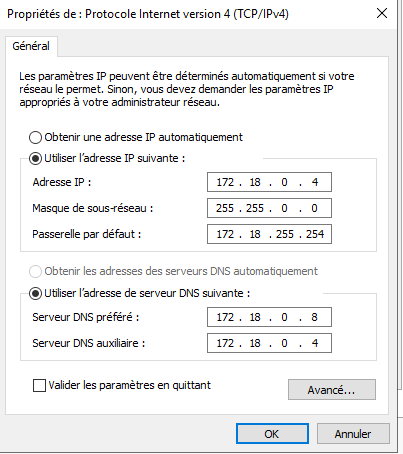 Propriétés de : Protocole Internet version 4 (TCP/IPv4)
Général
Les paramètres IP peuvent être déterminés automatiquement si votre
réseau le permet. Sinon, vous devez demander les paramètres IP
appropriés à votre administrateur réseau.
Obtenir une adresse IP automatiquement
Utiliser l'adresse IP suivante :
Adresse IP : 172 . 18 . 0 . 4
Masque de sous-réseau : 255 . 255 . 0 . 0
Passerelle par défaut : 172 . 18 . 255 . 254
Obtenir les adresses des serveurs DNS automatiquement
Utiliser l'adresse de serveur DNS suivante :
Serveur DNS préféré : 172 . 18 . 0 . 8
Serveur DNS auxiliaire : 172 . 18 . 0 . 4
Valider les paramètres en quittant
Avancé...
OK Annuler